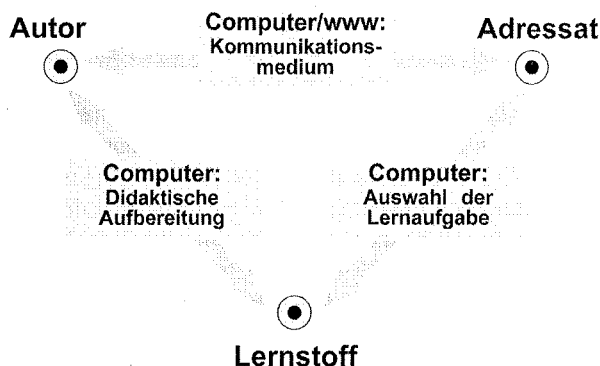 Autor
Computer/www:
Kommunikations-
medium
Adressat
Computer:
Didaktische
Aufbereitung
Computer:
Auswahl der
Lernaufgabe
Lernstoff